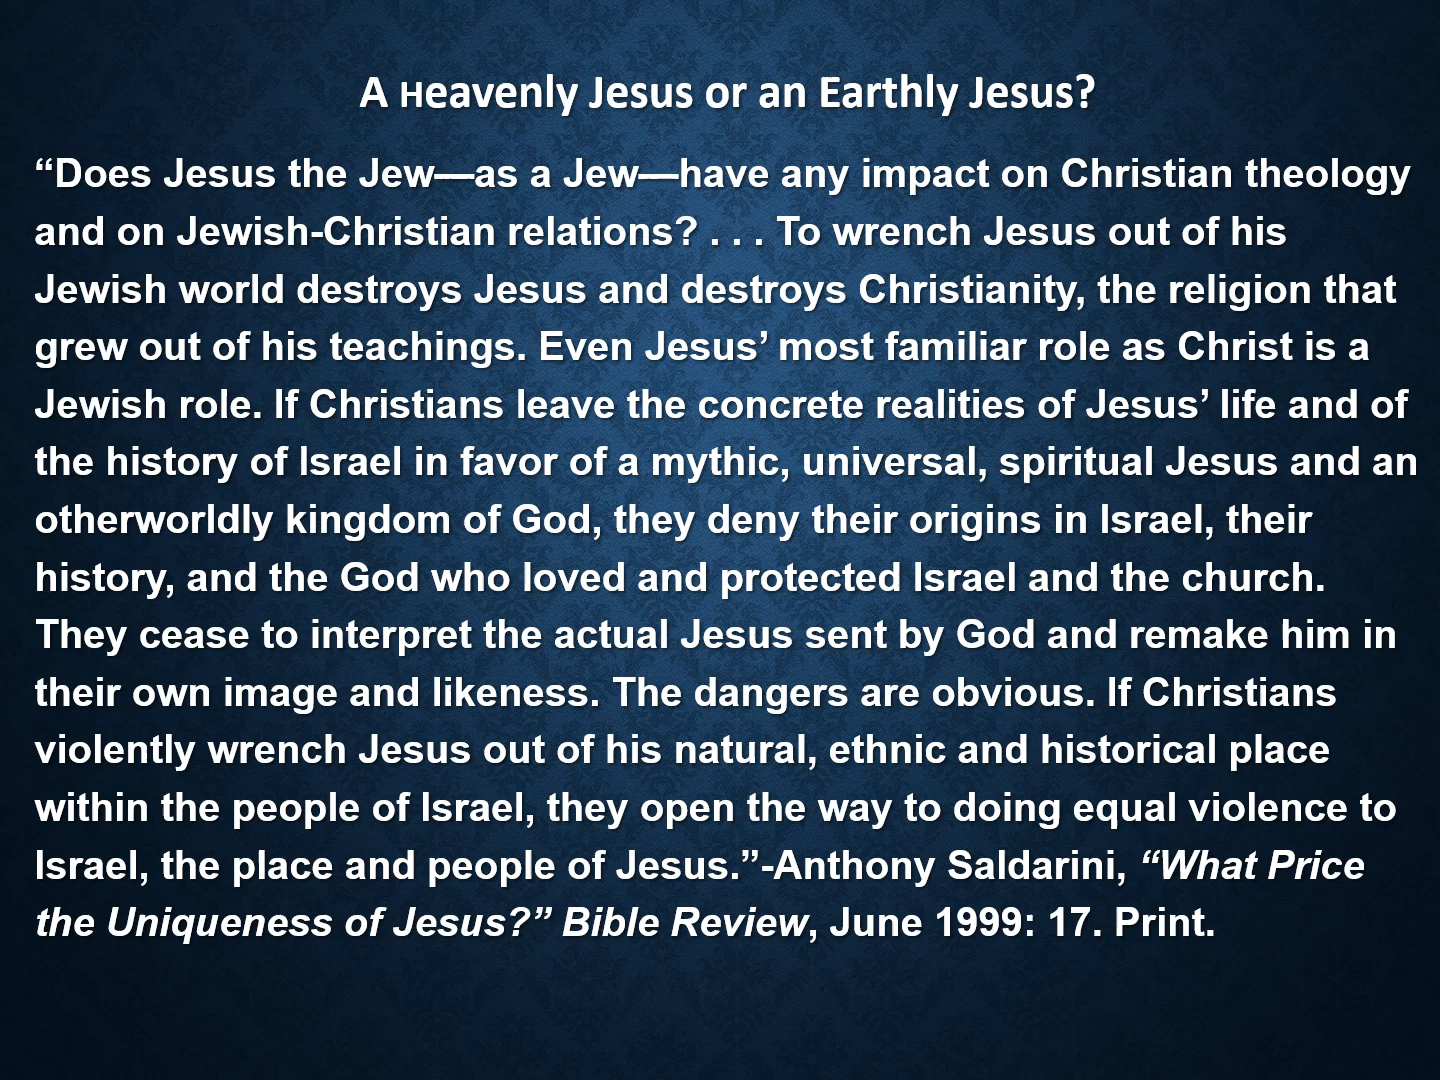 A Heavenly Jesus or an Earthly Jesus?
“Does Jesus the Jew—as a Jew—have any impact on Christian theology
and on Jewish-Christian relations? . . . To wrench Jesus out of his
Jewish world destroys Jesus and destroys Christianity, the religion that
grew out of his teachings. Even Jesus’ most familiar role as Christ is a
Jewish role. If Christians leave the concrete realities of Jesus’ life and of
the history of Israel in favor of a mythic, universal, spiritual Jesus and an
otherworldly kingdom of God, they deny their origins in Israel, their
history, and the God who loved and protected Israel and the church.
They cease to interpret the actual Jesus sent by God and remake him in
their own image and likeness. The dangers are obvious. If Christians
violently wrench Jesus out of his natural, ethnic and historical place
within the people of Israel, they open the way to doing equal violence to
Israel, the place and people of Jesus.”-Anthony Saldarini, “What Price
the Uniqueness of Jesus?” Bible Review, June 1999: 17. Print.